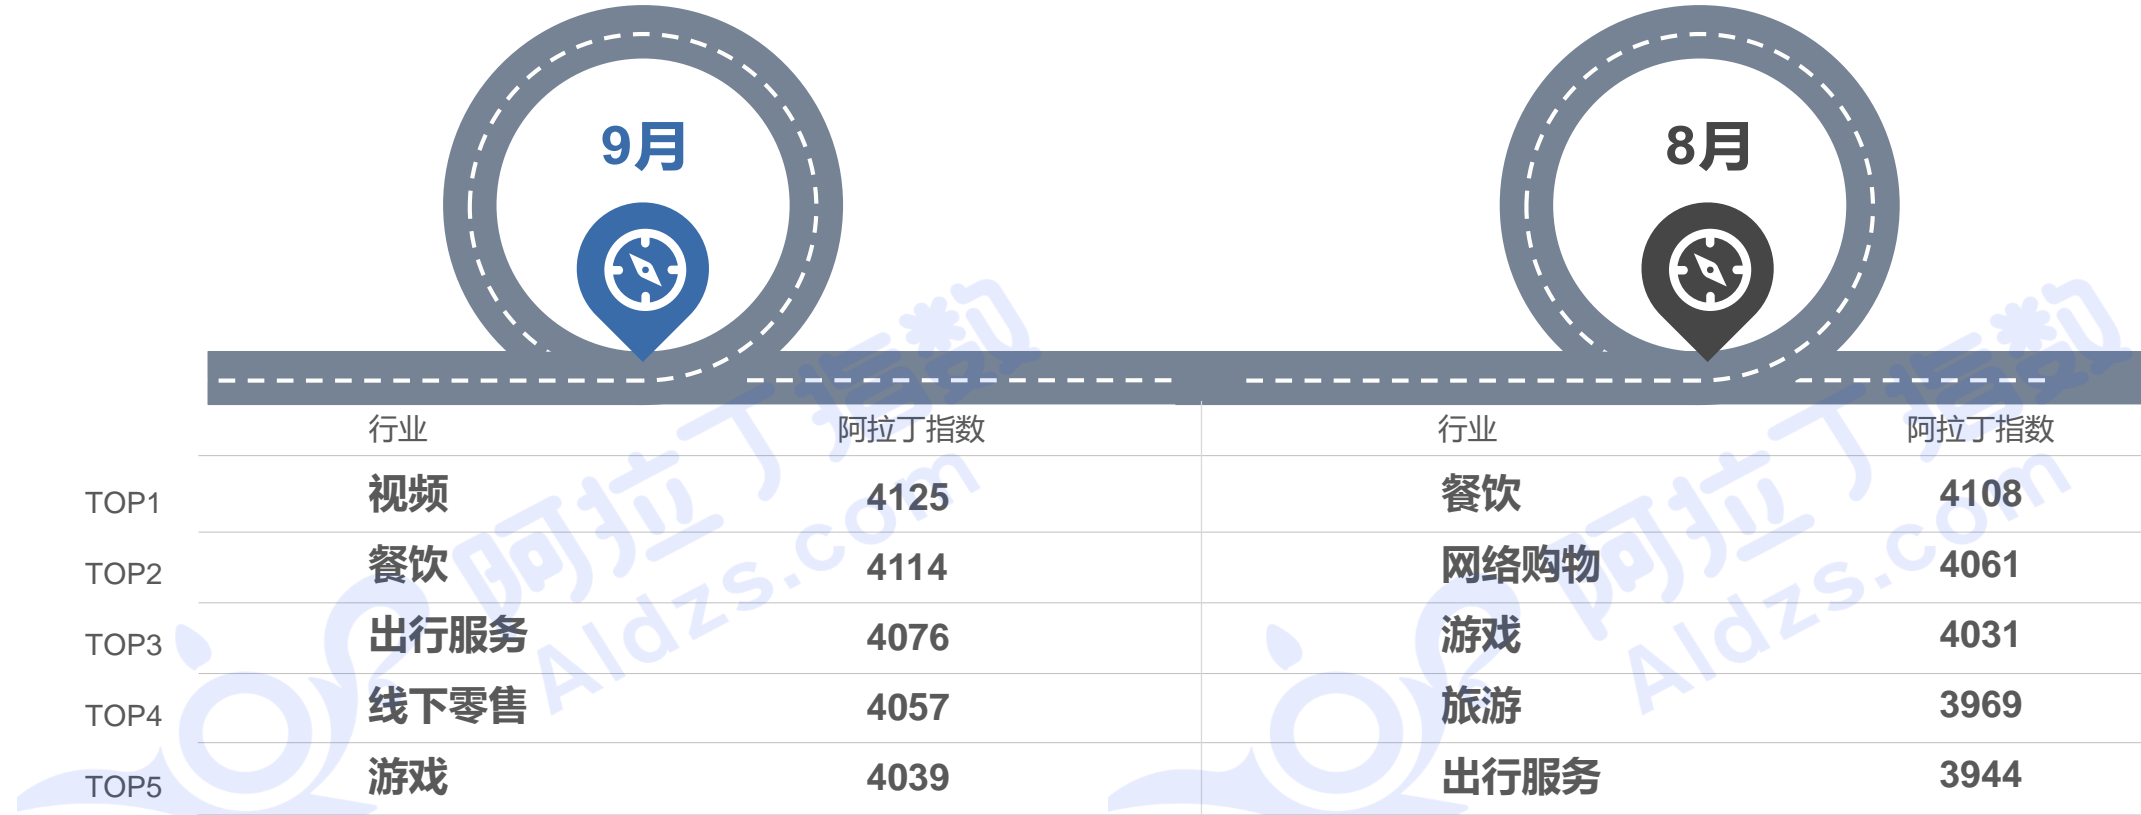 9月
8月
行业 阿拉丁指数 行业 阿拉丁指数
TOP1 视频 4125 餐饮 4108
TOP2 餐饮 4114 网络购物 4061
TOP3 出行服务 4076 游戏 4031
TOP4 线下零售 4057 旅游 3969
TOP5 游戏 4039 出行服务 3944
阿拉丁指数
Aldzs.com
阿拉丁指数
Aldzs.com